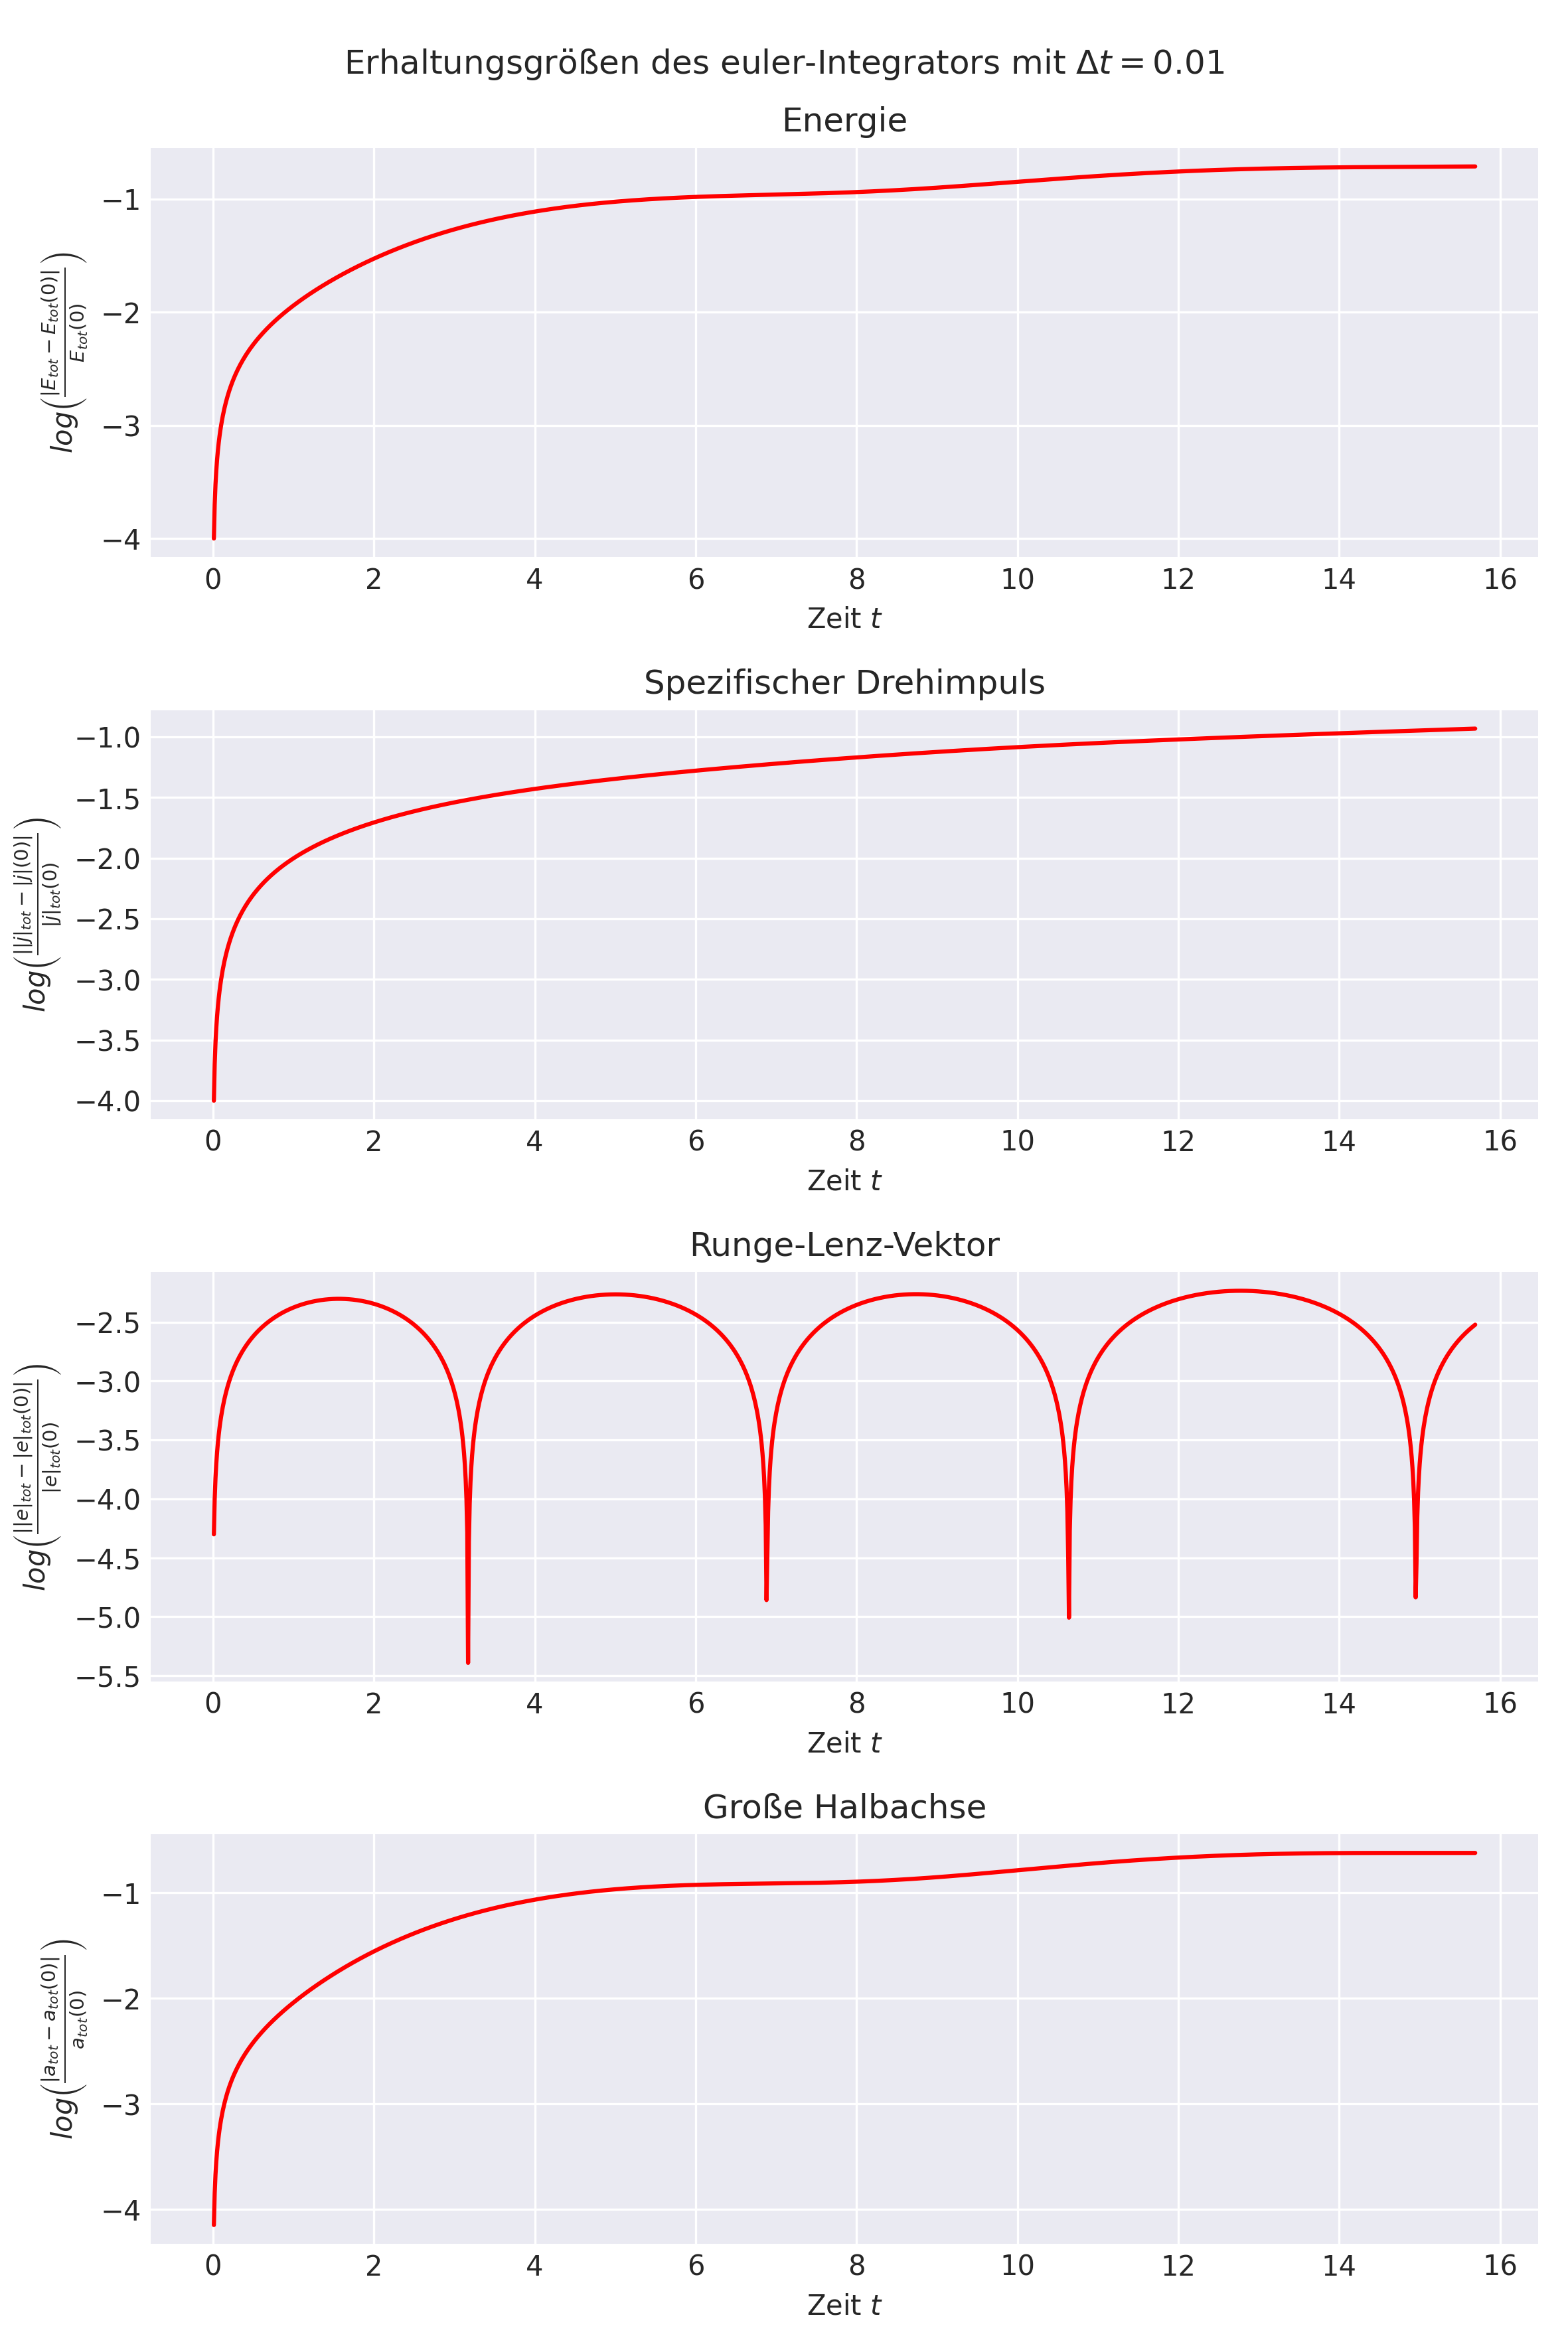 Erhaltungsgrößen des euler-Integrators mit Δt = 0.01
Energie
log(|E_tot − E_tot(0)| / E_tot(0))
−1
−2
−3
−4
0 2 4 6 8 10 12 14 16
Zeit t
Spezifischer Drehimpuls
log(||j|_tot − |j|(0)| / |j|_tot(0))
−1.0
−1.5
−2.0
−2.5
−3.0
−3.5
−4.0
0 2 4 6 8 10 12 14 16
Zeit t
Runge-Lenz-Vektor
log(||e|_tot − |e|_tot(0)| / |e|_tot(0))
−2.5
−3.0
−3.5
−4.0
−4.5
−5.0
−5.5
0 2 4 6 8 10 12 14 16
Zeit t
Große Halbachse
log(|a_tot − a_tot(0)| / a_tot(0))
−1
−2
−3
−4
0 2 4 6 8 10 12 14 16
Zeit t